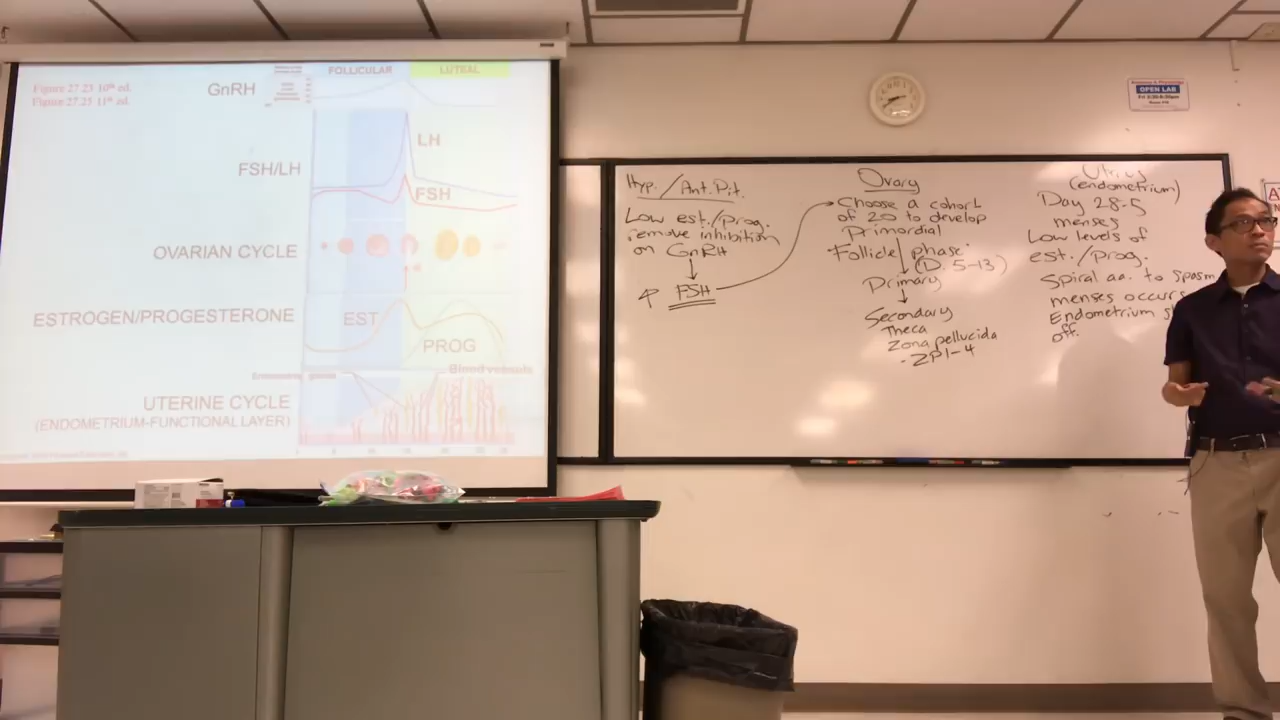 Figure 27.23 10th ed.
Figure 27.25 11th ed.
GnRH
FOLLICULAR
LUTEAL
LH
FSH/LH
FSH
OVARIAN CYCLE
ESTROGEN/PROGESTERONE
EST
PROG
Blood vessels
UTERINE CYCLE
(ENDOMETRIUM-FUNCTIONAL LAYER)
Hyp. / Ant. Pit.
Low est./prog.
remove inhibition
on GnRH
↓
↑ FSH
Ovary
Choose a cohort
of 20 to develop
Primordial
Follicle phase
(D. 5-13)
Primary
↓
Secondary
Theca
Zona pellucida
· ZP1-4
(endometrium)
Day 28-5
menses
Low levels of
est./prog.
Spiral aa. to spasm
menses occurs
Endometrium
off.
OPEN LAB